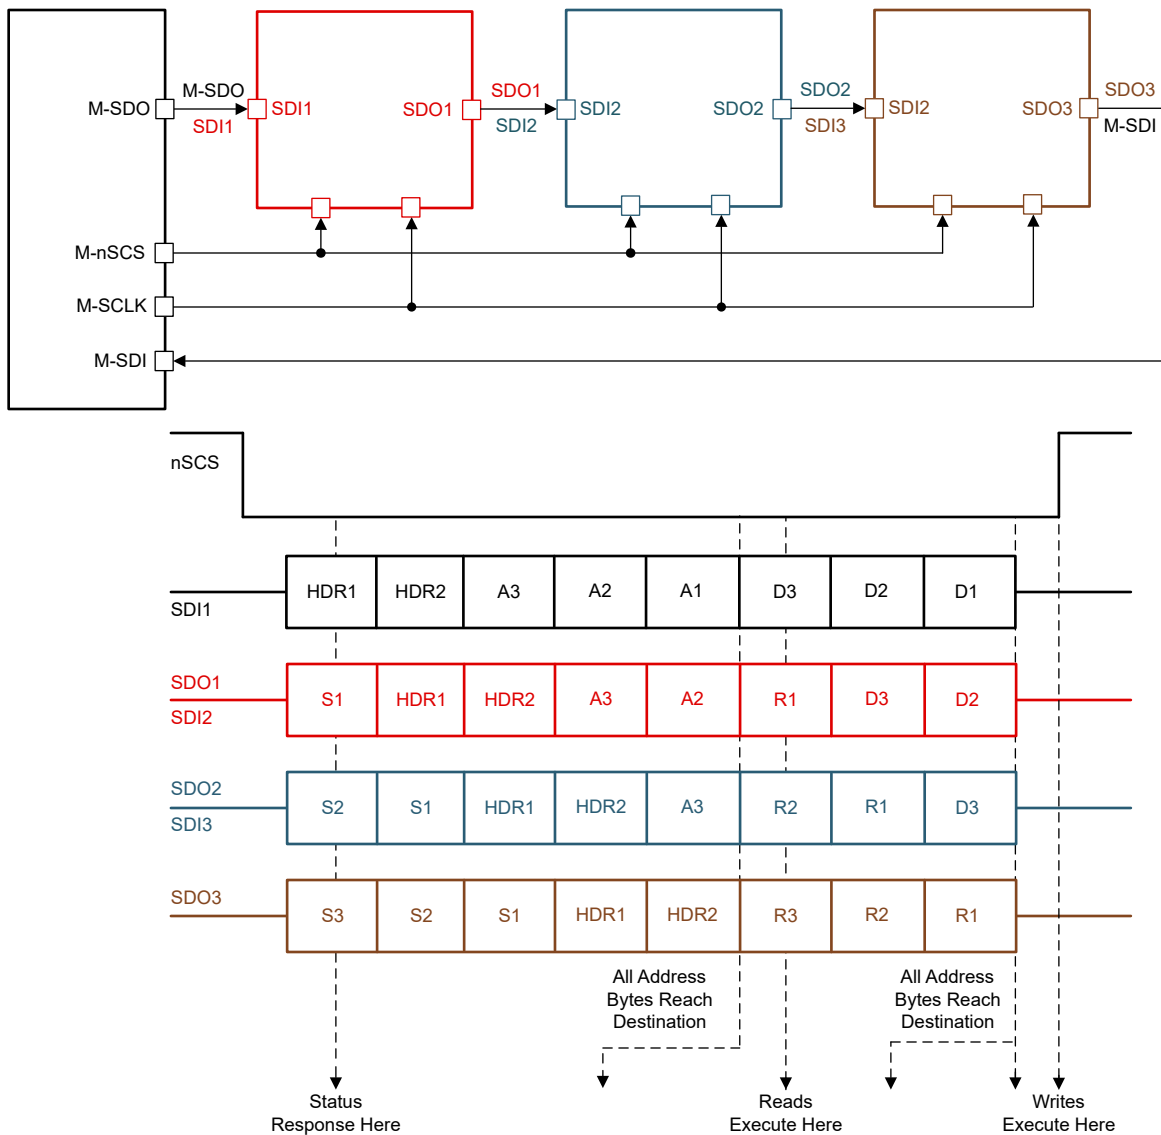 M-SDO
M-SDO
SDI1
SDI1
SDO1
SDO1
SDI2
SDI2
SDO2
SDO2
SDI3
SDI2
SDO3
SDO3
M-SDI
M-nSCS
M-SCLK
M-SDI
nSCS
SDI1
HDR1 HDR2 A3 A2 A1 D3 D2 D1
SDO1
SDI2
S1 HDR1 HDR2 A3 A2 R1 D3 D2
SDO2
SDI3
S2 S1 HDR1 HDR2 A3 R2 R1 D3
SDO3
S3 S2 S1 HDR1 HDR2 R3 R2 R1
All Address
Bytes Reach
Destination
All Address
Bytes Reach
Destination
Status
Response Here
Reads
Execute Here
Writes
Execute Here